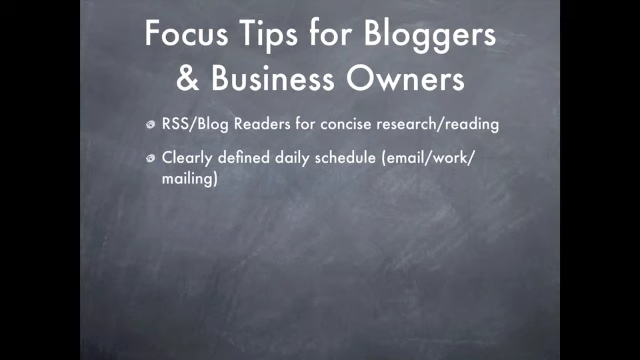 Focus Tips for Bloggers
& Business Owners
RSS/Blog Readers for concise research/reading
Clearly defined daily schedule (email/work/
mailing)